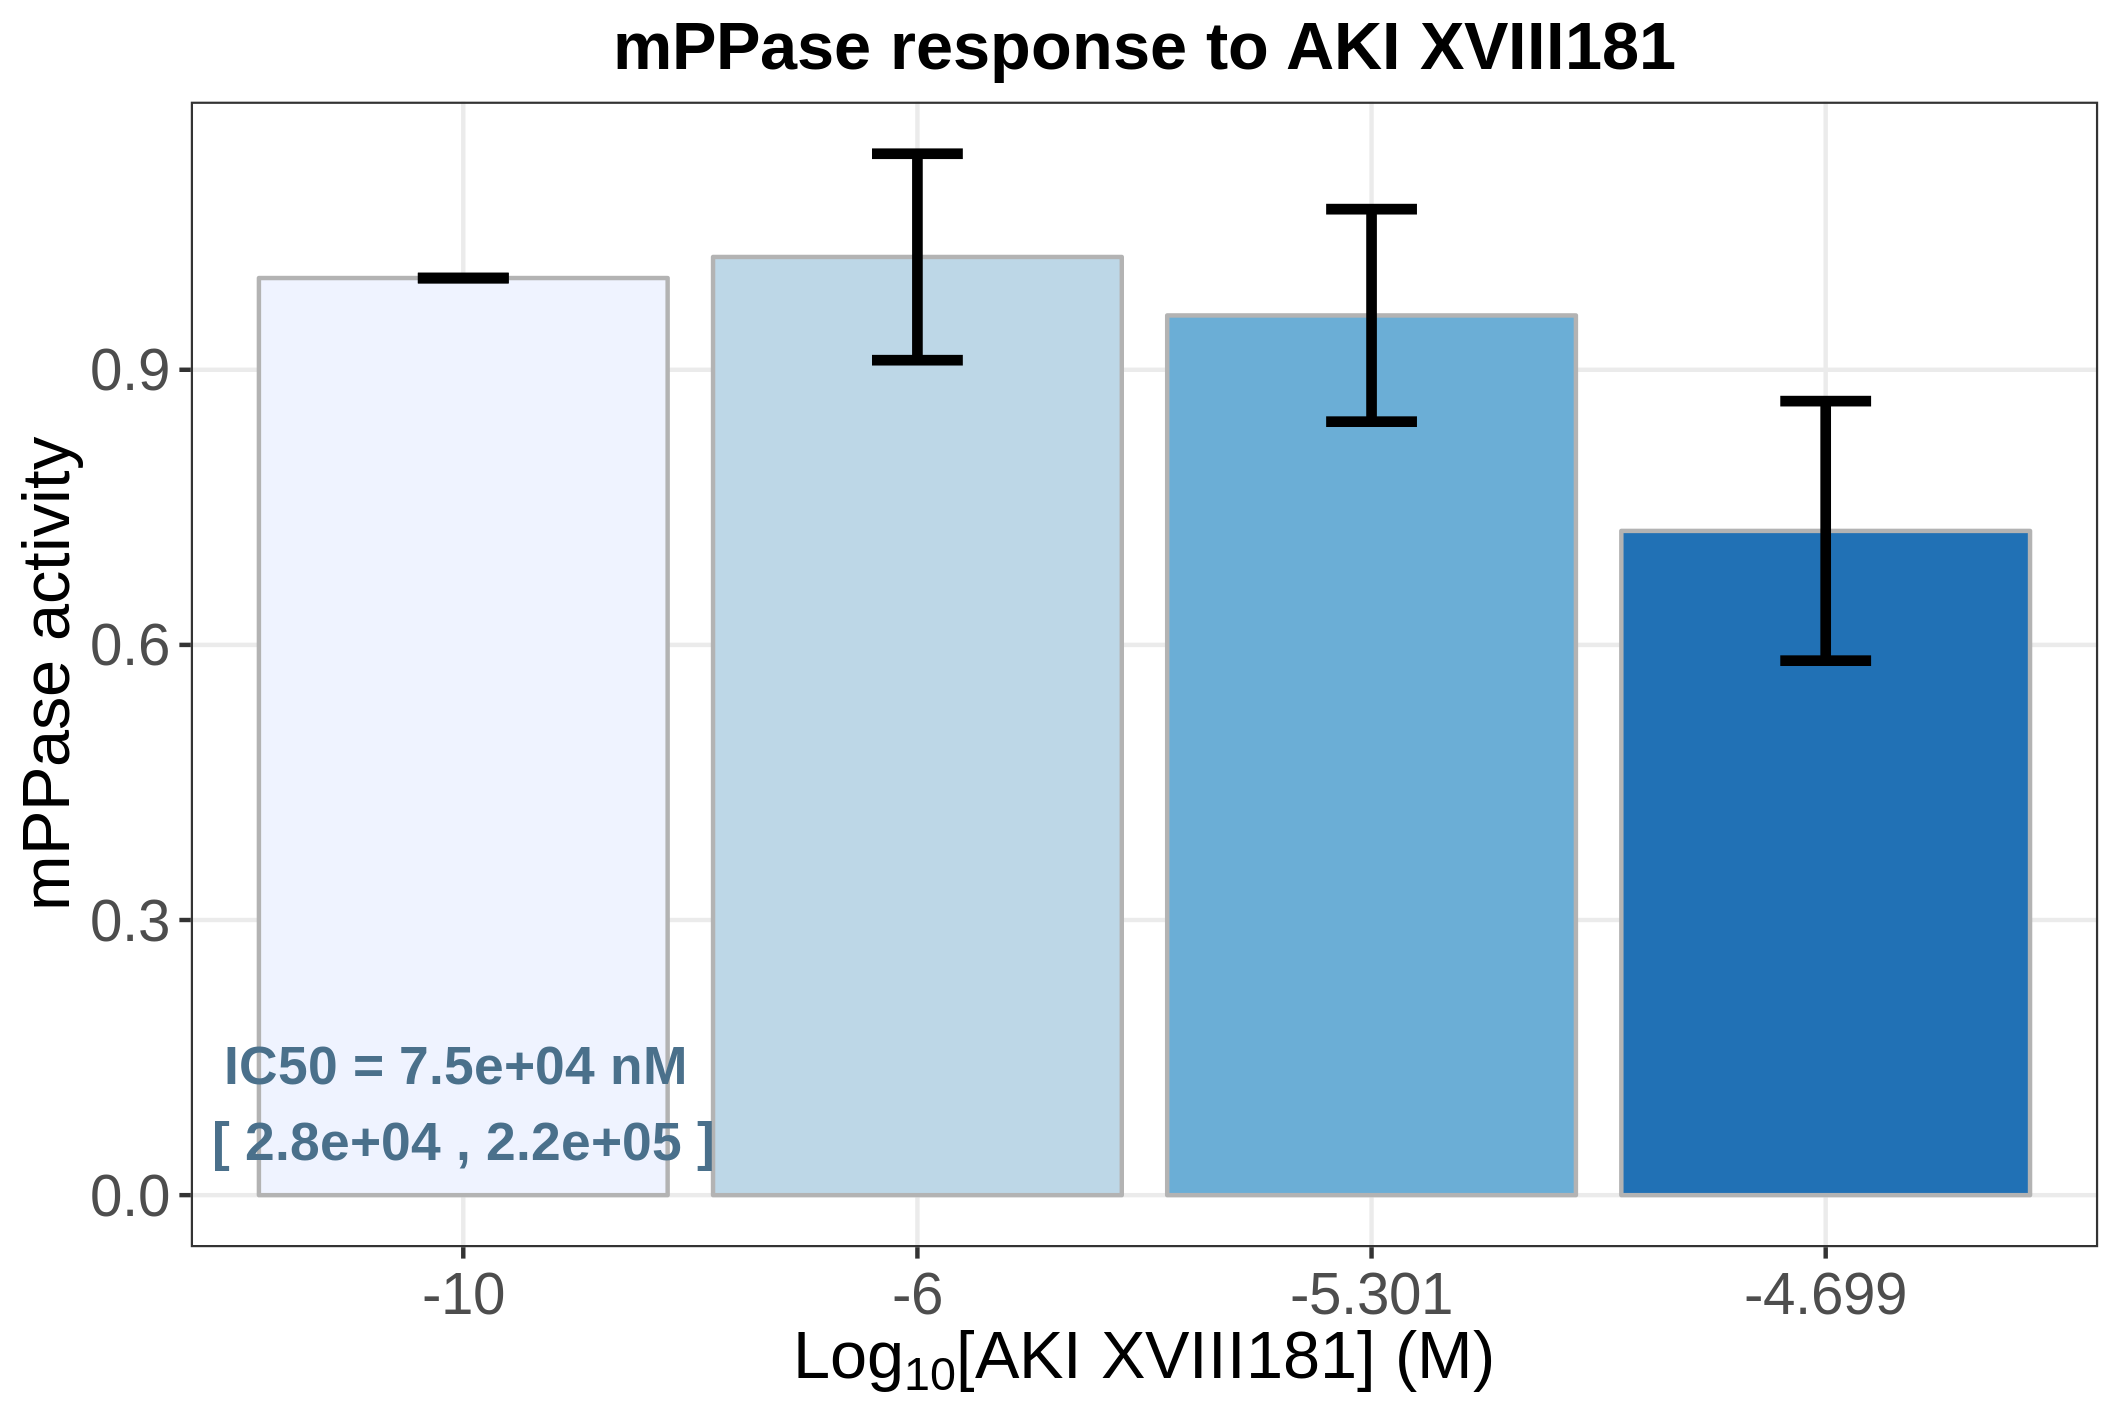 mPPase response to AKI XVIII181
mPPase activity
0.9
0.6
0.3
0.0
IC50 = 7.5e+04 nM
[ 2.8e+04 , 2.2e+05 ]
-10
-6
-5.301
-4.699
Log10[AKI XVIII181] (M)